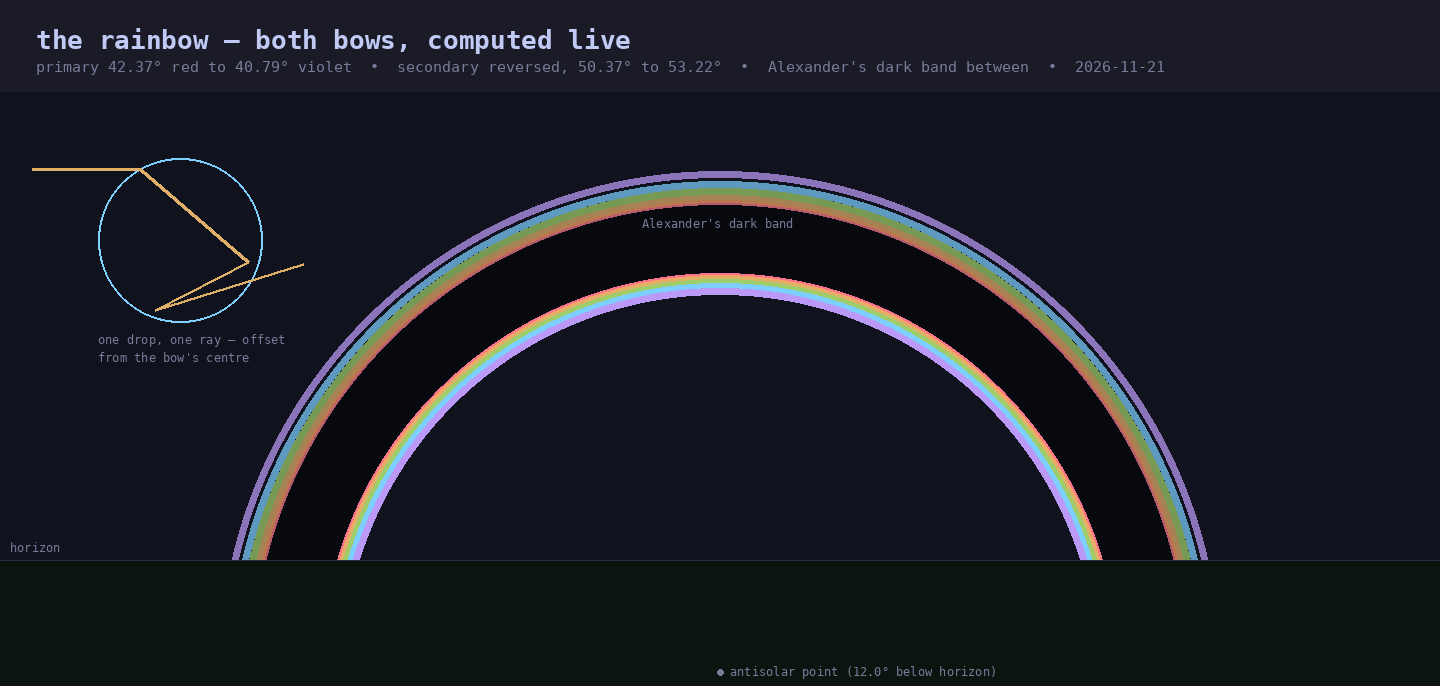 the rainbow — both bows, computed live
primary 42.37° red to 40.79° violet • secondary reversed, 50.37° to 53.22° • Alexander's dark band between • 2026-11-21
Alexander's dark band
one drop, one ray — offset
from the bow's centre
horizon
antisolar point (12.0° below horizon)